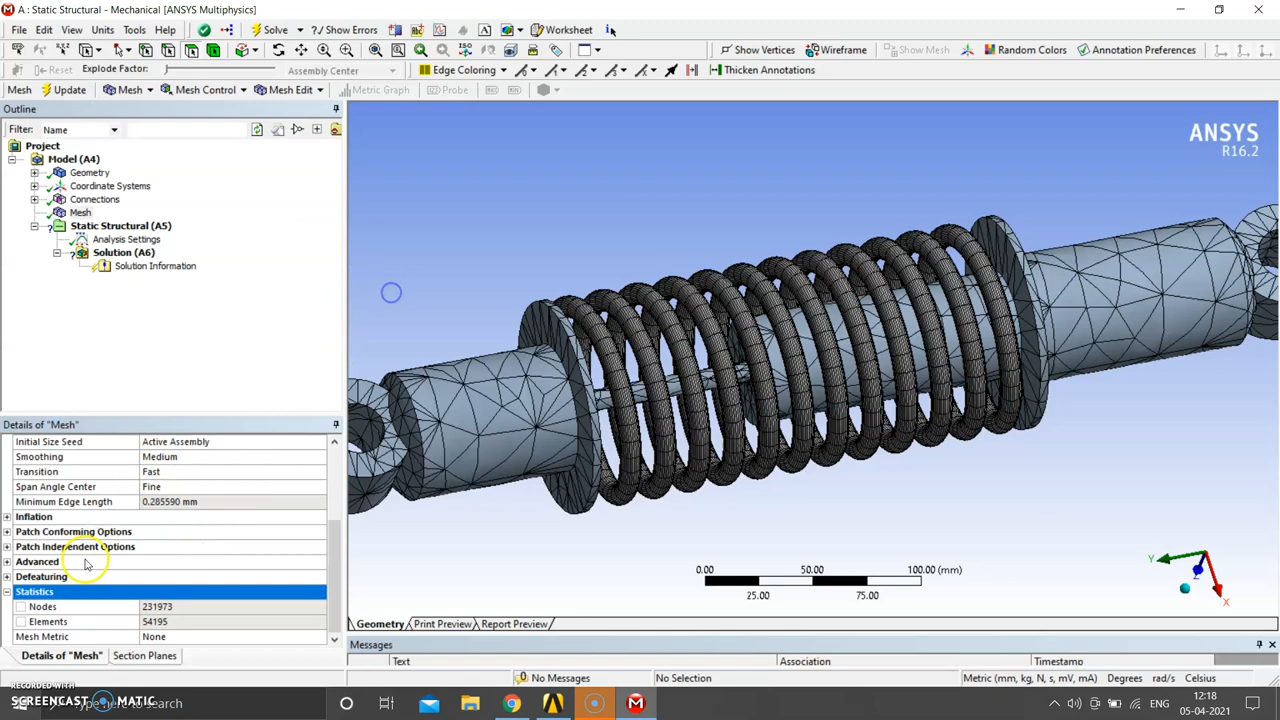 A : Static Structural - Mechanical [ANSYS Multiphysics]
File Edit View Units Tools Help Solve ?/ Show Errors A Worksheet i
Show Vertices Wireframe Show Mesh Random Colors Annotation Preferences
Reset Explode Factor: Assembly Center Edge Coloring Thicken Annotations
Mesh Update Mesh Mesh Control Mesh Edit Metric Graph Probe
Outline
Filter: Name
Project
Model (A4)
Geometry
Coordinate Systems
Connections
Mesh
Static Structural (A5)
Analysis Settings
Solution (A6)
Solution Information
ANSYS
R16.2
Details of "Mesh"
Initial Size Seed Active Assembly
Smoothing Medium
Transition Fast
Span Angle Center Fine
Minimum Edge Length 0.285590 mm
Inflation
Patch Conforming Options
Patch Independent Options
Advanced
Defeaturing
Statistics
Nodes 231973
Elements 54195
Mesh Metric None
Details of "Mesh" Section Planes
0.00 50.00 100.00 (mm)
25.00 75.00
Y Z X
Geometry Print Preview Report Preview
Messages
Text Association Timestamp
No Messages No Selection Metric (mm, kg, N, s, mV, mA) Degrees rad/s Celsius
RECORDED WITH
SCREENCAST MATIC
Type here to search
ENG
12:18
05-04-2021